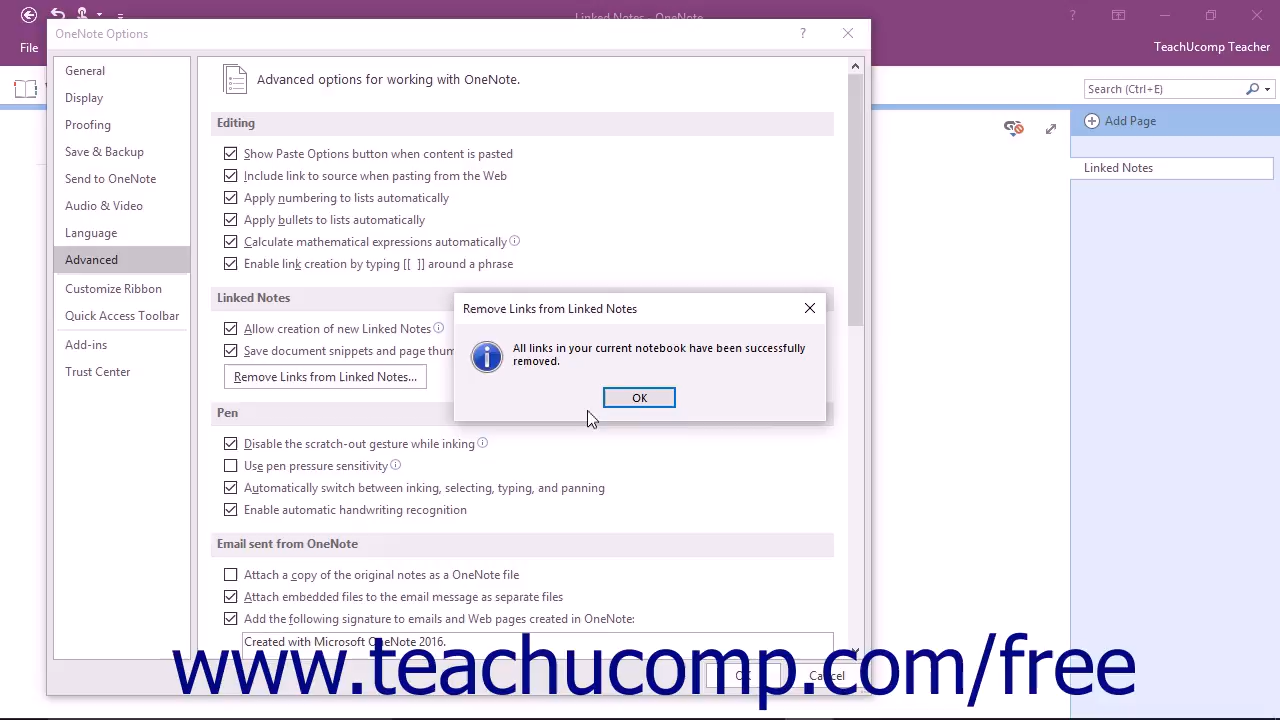 Linked Notes - OneNote
OneNote Options
File
TeachUcomp Teacher
General
Display
Proofing
Save & Backup
Send to OneNote
Audio & Video
Language
Advanced
Customize Ribbon
Quick Access Toolbar
Add-ins
Trust Center
Advanced options for working with OneNote.
Editing
Show Paste Options button when content is pasted
Include link to source when pasting from the Web
Apply numbering to lists automatically
Apply bullets to lists automatically
Calculate mathematical expressions automatically
Enable link creation by typing [[ ]] around a phrase
Linked Notes
Allow creation of new Linked Notes
Save document snippets and page thum
Remove Links from Linked Notes...
Remove Links from Linked Notes
All links in your current notebook have been successfully
removed.
OK
Pen
Disable the scratch-out gesture while inking
Use pen pressure sensitivity
Automatically switch between inking, selecting, typing, and panning
Enable automatic handwriting recognition
Email sent from OneNote
Attach a copy of the original notes as a OneNote file
Attach embedded files to the email message as separate files
Add the following signature to emails and Web pages created in OneNote:
Created with Microsoft OneNote 2016.
OK
Cancel
Search (Ctrl+E)
Add Page
Linked Notes
www.teachucomp.com/free